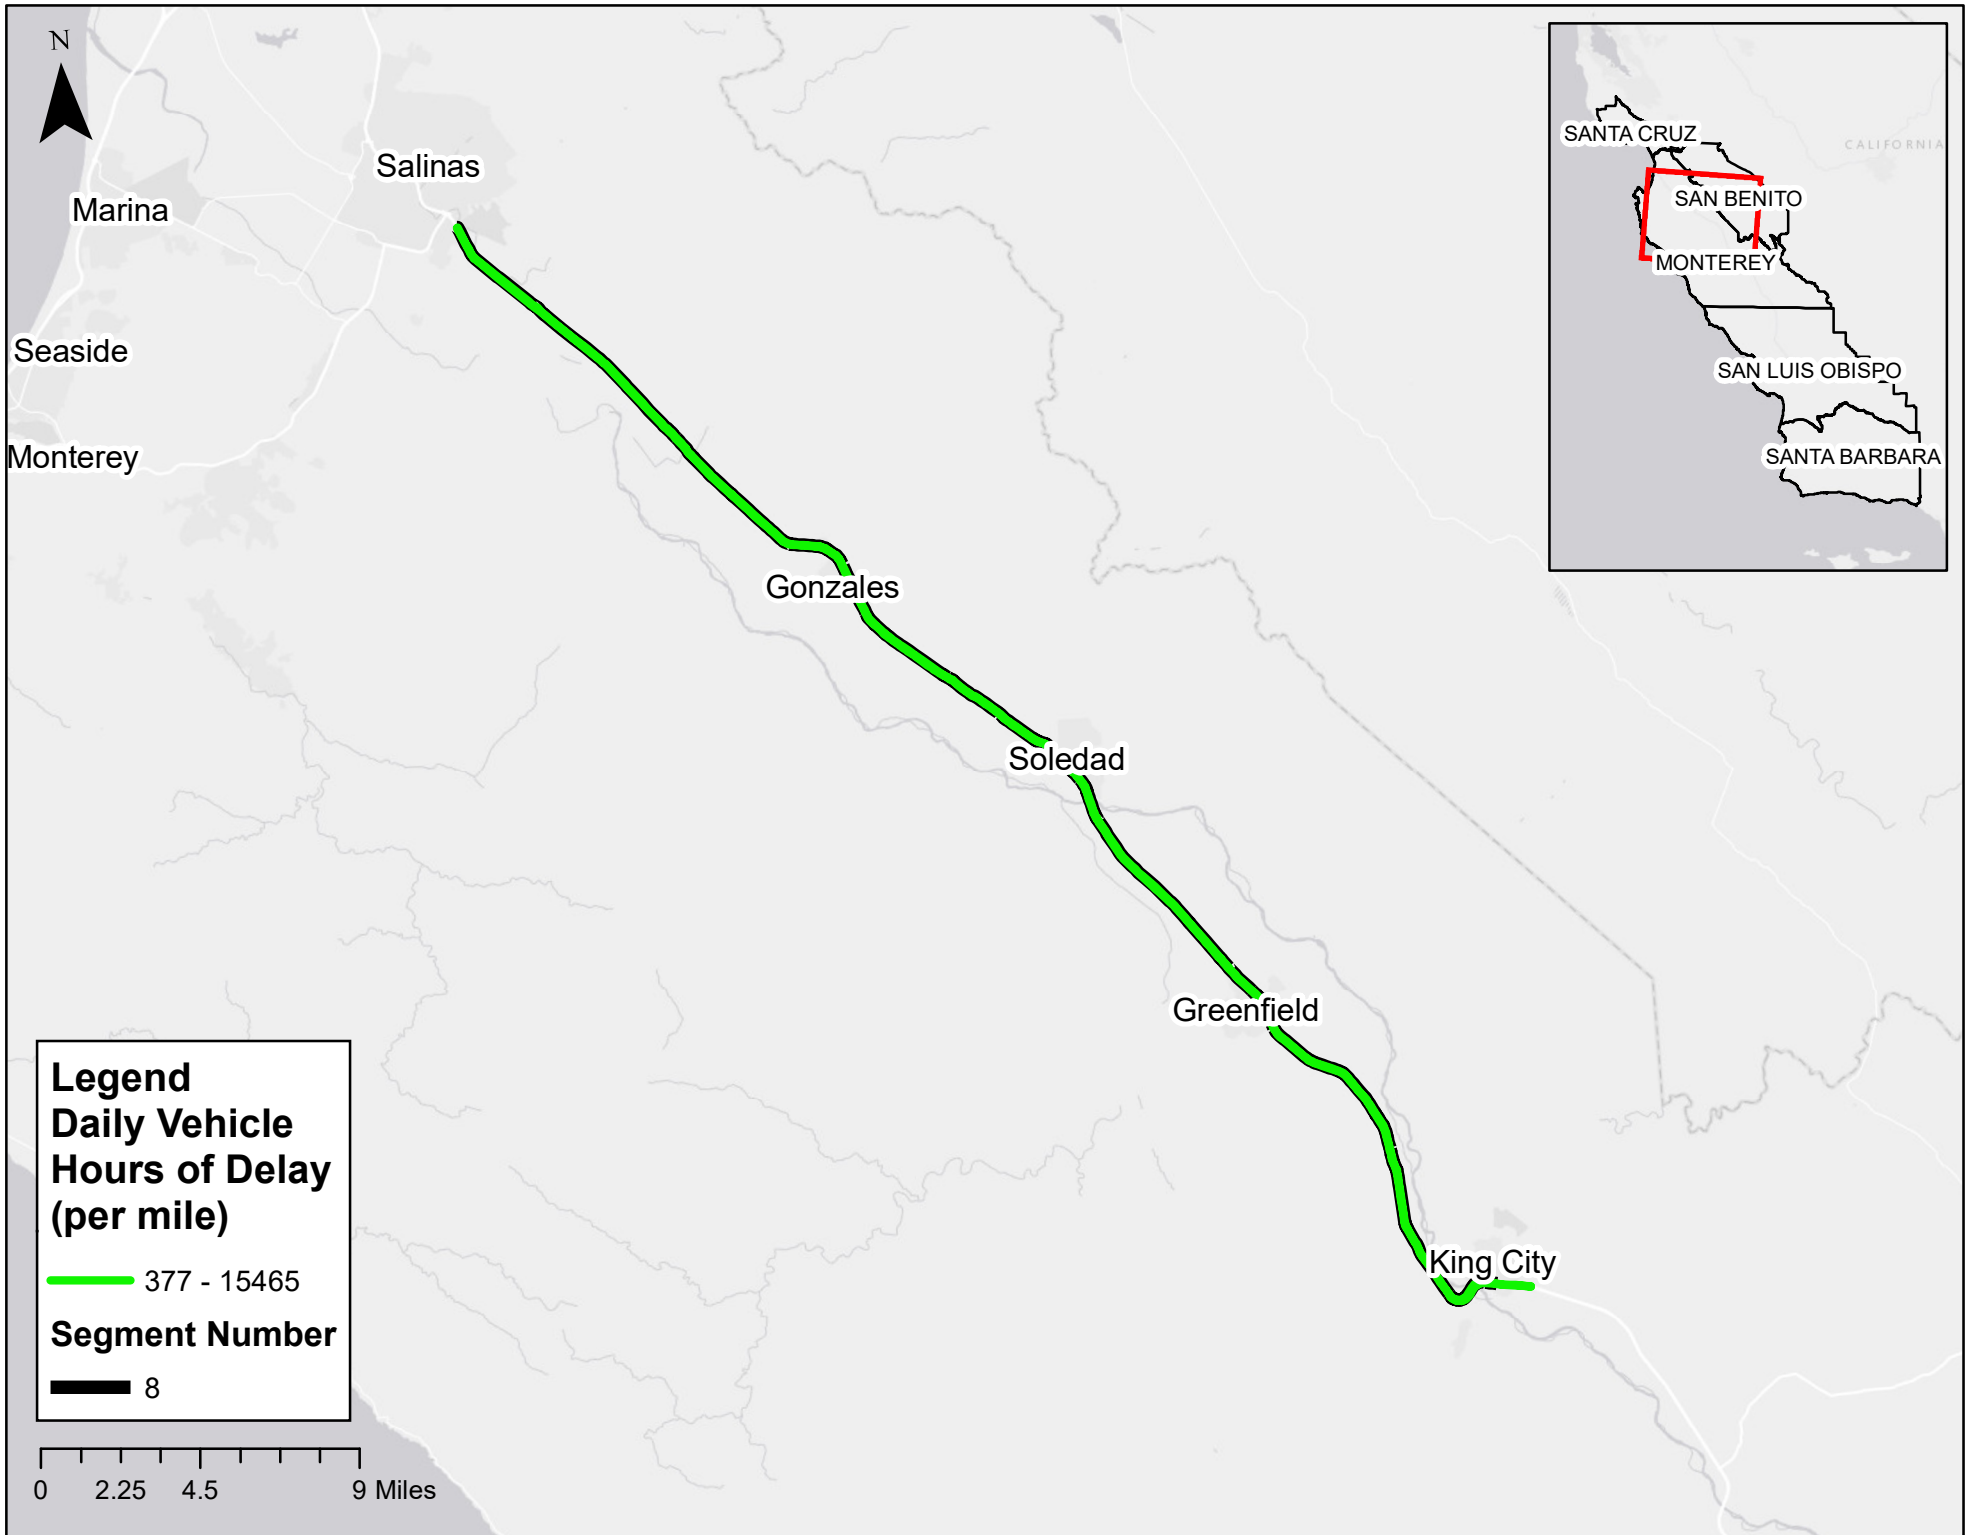 N
Salinas
Marina
Seaside
Monterey
Gonzales
Soledad
Greenfield
King City
SANTA CRUZ
CALIFORNIA
SAN BENITO
MONTEREY
SAN LUIS OBISPO
SANTA BARBARA
Legend
Daily Vehicle
Hours of Delay
(per mile)
377 - 15465
Segment Number
8
0 2.25 4.5 9 Miles